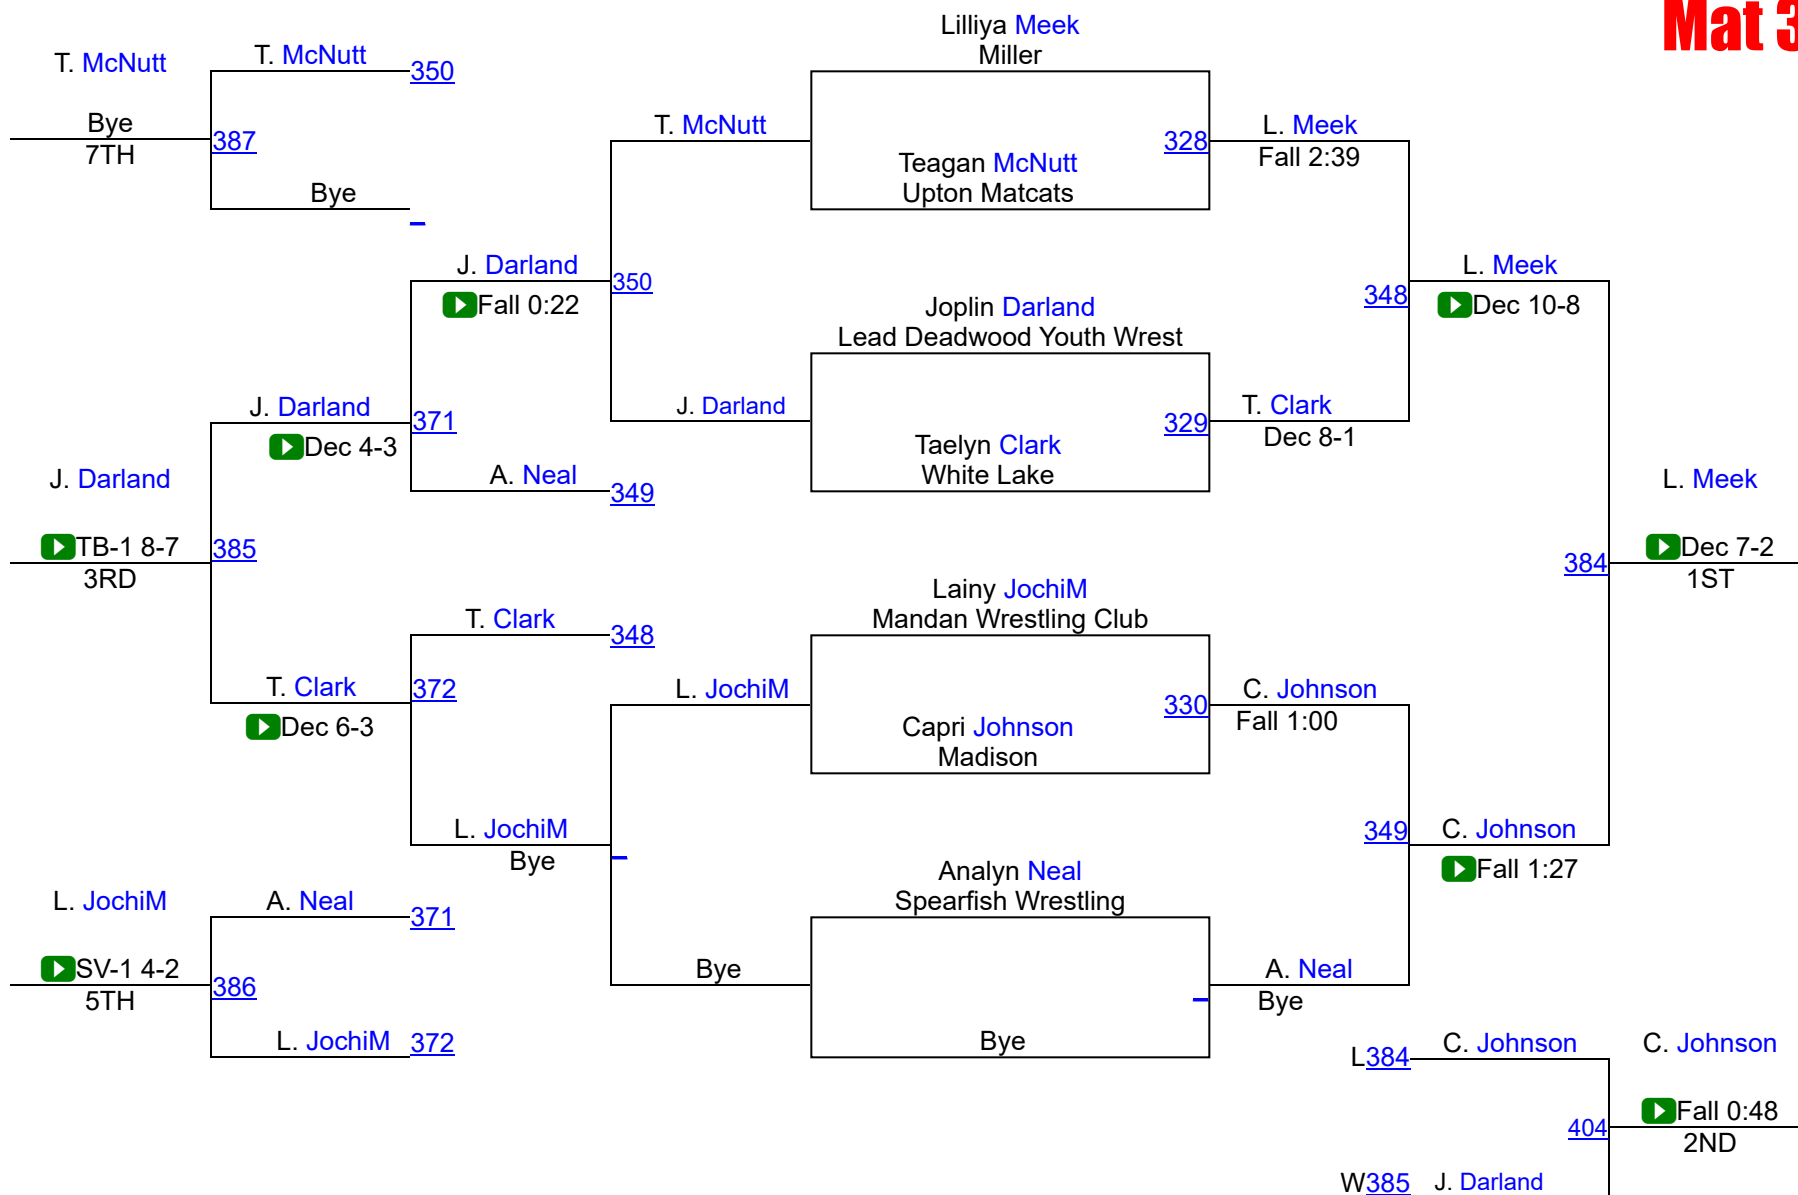 Mat 3
Lilliya Meek
Miller
T. McNutt
T. McNutt
350
Bye
7TH
387
Bye
T. McNutt
328
Teagan McNutt
Upton Matcats
L. Meek
Fall 2:39
J. Darland
Fall 0:22
350
Joplin Darland
Lead Deadwood Youth Wrest
348
L. Meek
Dec 10-8
J. Darland
Dec 4-3
371
J. Darland
329
Taelyn Clark
White Lake
T. Clark
Dec 8-1
A. Neal
349
J. Darland
TB-1 8-7
3RD
385
L. Meek
384
Dec 7-2
1ST
Lainy JochiM
Mandan Wrestling Club
T. Clark
348
T. Clark
Dec 6-3
372
L. JochiM
330
Capri Johnson
Madison
C. Johnson
Fall 1:00
L. JochiM
Bye
349
C. Johnson
Fall 1:27
Analyn Neal
Spearfish Wrestling
L. JochiM
A. Neal
371
SV-1 4-2
5TH
386
L. JochiM
372
Bye
A. Neal
Bye
Bye
L384
C. Johnson
C. Johnson
404
Fall 0:48
2ND
W385
J. Darland